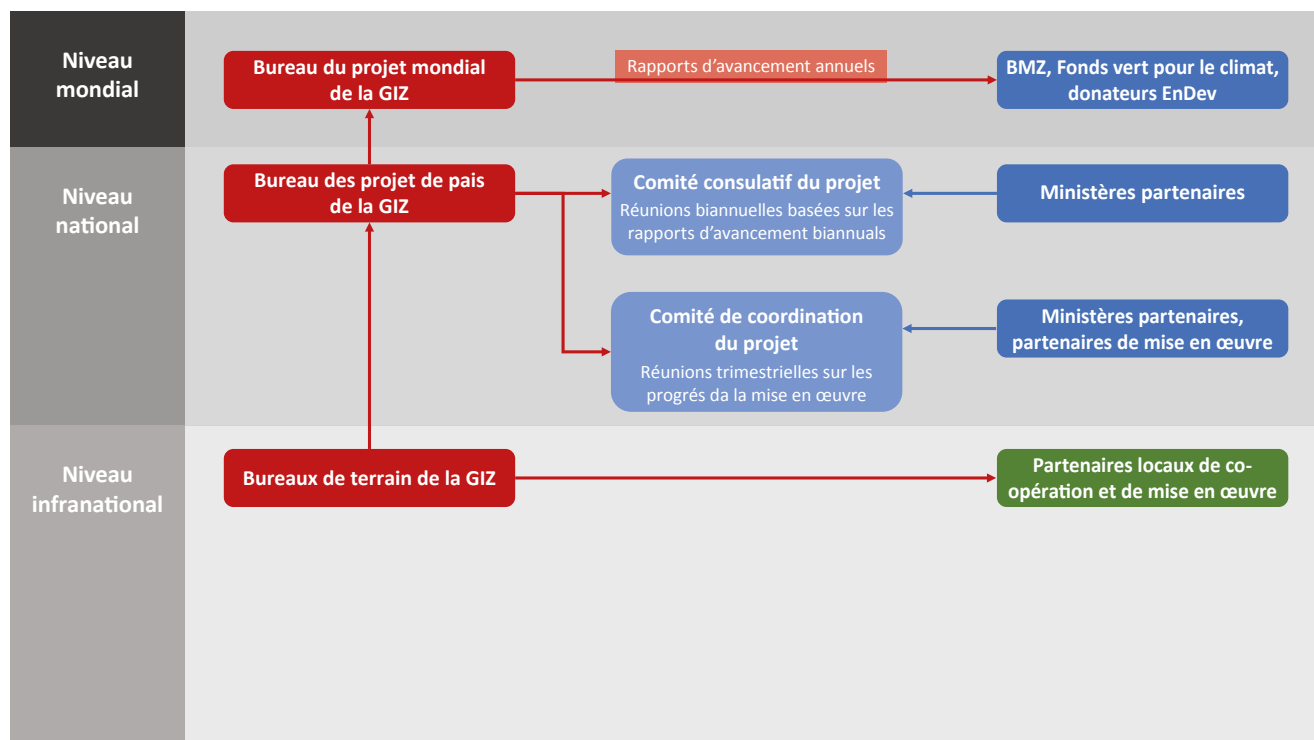 Niveau
mondial
Bureau du projet mondial
de la GIZ
Rapports d’avancement annuels
BMZ, Fonds vert pour le climat,
donateurs EnDev
Niveau
national
Bureau des projet de pais
de la GIZ
Comité consulatif du projet
Réunions biannuelles basées sur les
rapports d’avancement biannuals
Ministères partenaires
Comité de coordination
du projet
Réunions trimestrielles sur les
progrés da la mise en œuvre
Ministères partenaires,
partenaires de mise en œuvre
Niveau
infranational
Bureaux de terrain de la GIZ
Partenaires locaux de co-
opération et de mise en œuvre